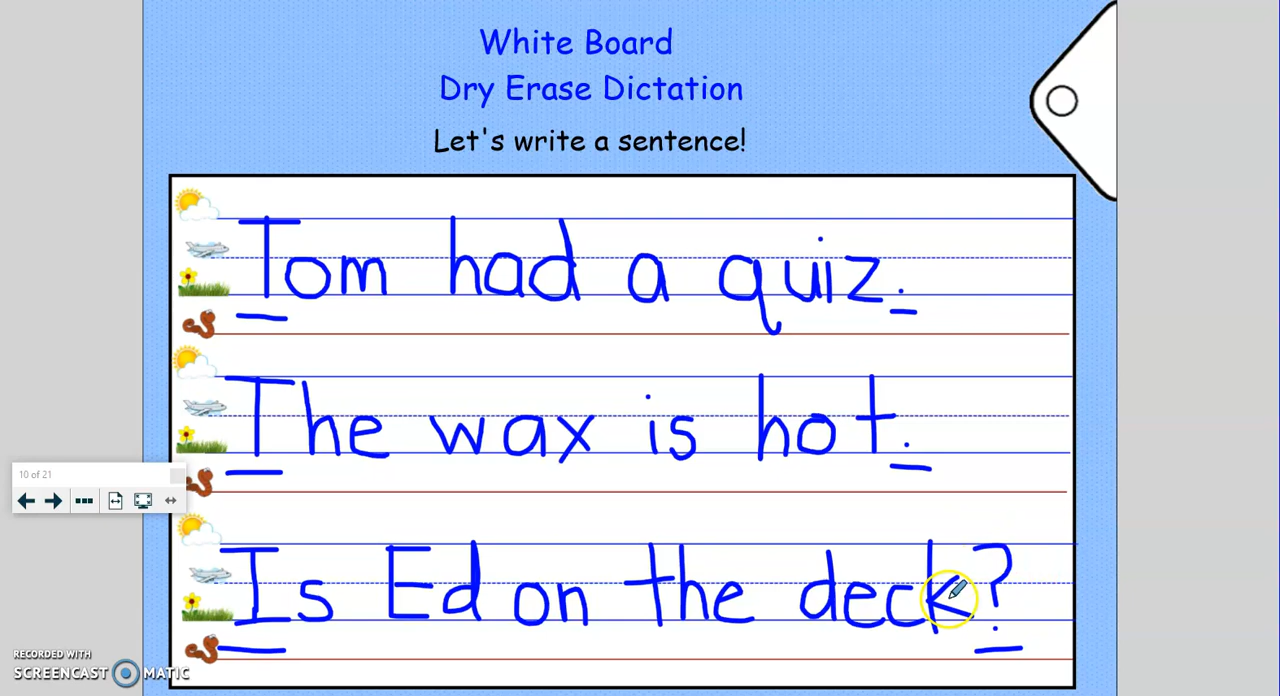 White Board
Dry Erase Dictation
Let's write a sentence!
Tom had a quiz.
The wax is hot.
10 of 21
Is Ed on the deck?
RECORDED WITH
SCREENCAST MATIC